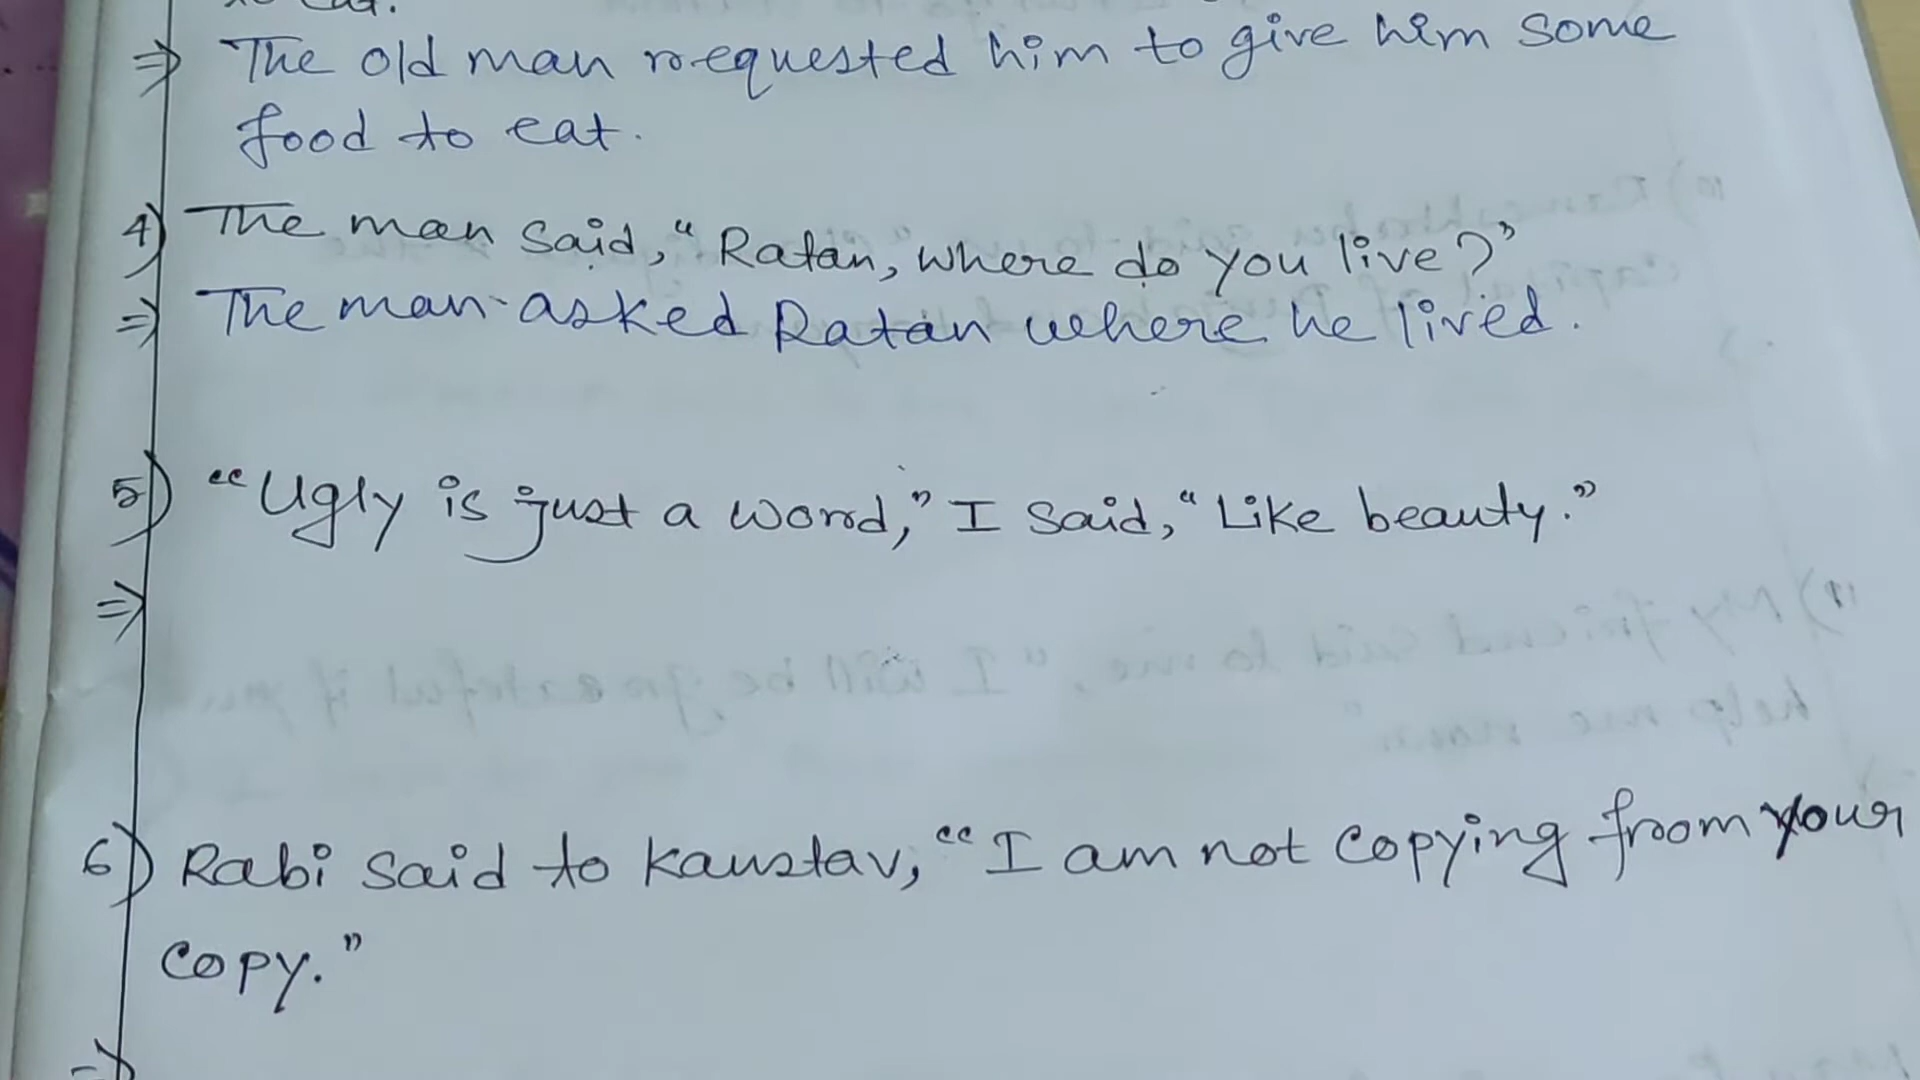 to eat.
⇒ The old man requested him to give him some
food to eat.
4) The man said, "Ratan, where do you live?"
⇒ The man asked Ratan where he lived.
5) "Ugly is just a word," I said, "Like beauty."
⇒
6) Rabi said to Kaustav, "I am not copying from your
copy."
⇒